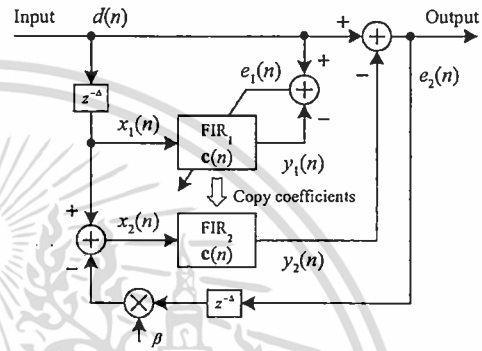 Input d(n) + Output
+ − e₂(n)
e₁(n)
z⁻Δ
x₁(n) FIR₁ −
c(n) y₁(n)
Copy coefficients
+ x₂(n) FIR₂
− c(n) y₂(n)
z⁻Δ
β